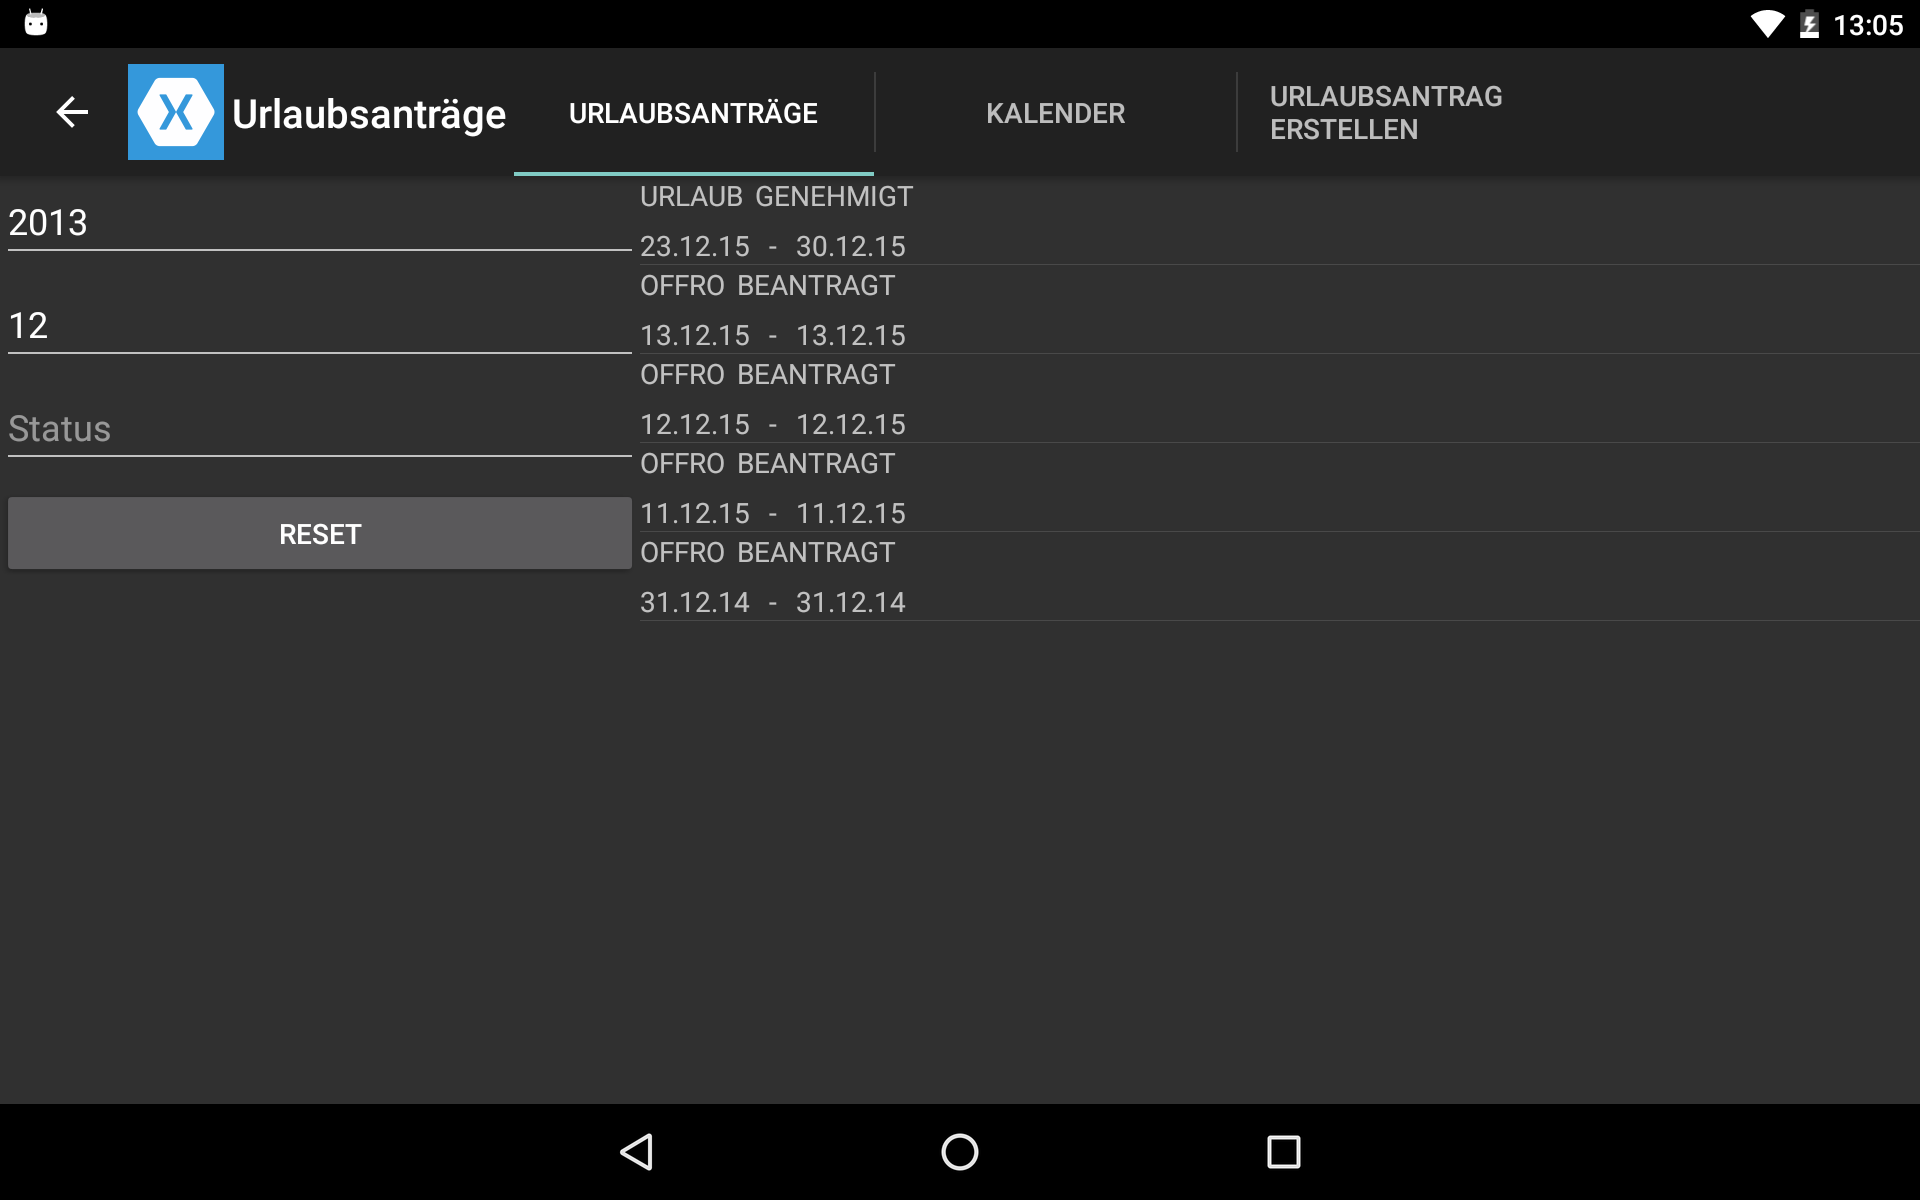 13:05
Urlaubsanträge
URLAUBSANTRÄGE
KALENDER
URLAUBSANTRAG
ERSTELLEN
2013
12
Status
RESET
URLAUB GENEHMIGT
23.12.15 - 30.12.15
OFFRO BEANTRAGT
13.12.15 - 13.12.15
OFFRO BEANTRAGT
12.12.15 - 12.12.15
OFFRO BEANTRAGT
11.12.15 - 11.12.15
OFFRO BEANTRAGT
31.12.14 - 31.12.14